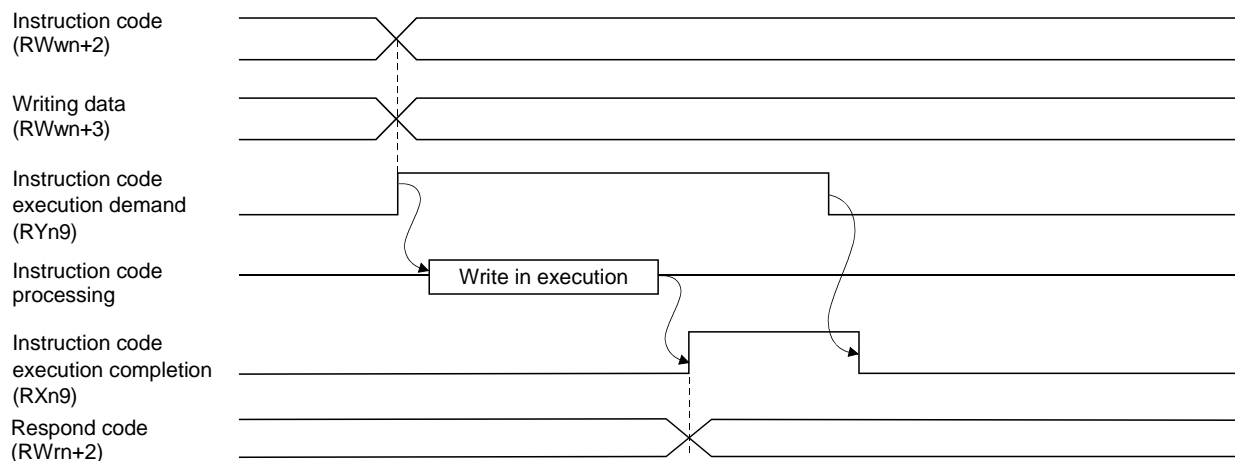 Instruction code
(RWwn+2)
Writing data
(RWwn+3)
Instruction code
execution demand
(RYn9)
Instruction code
processing
Write in execution
Instruction code
execution completion
(RXn9)
Respond code
(RWrn+2)